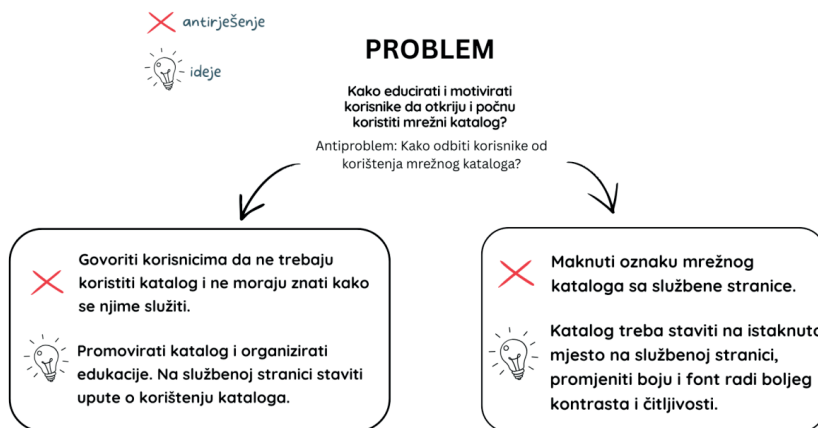 antirješenje
ideje
PROBLEM
Kako educirati i motivirati
korisnike da otkriju i počnu
koristiti mrežni katalog?
Antiproblem: Kako odbiti korisnike od
korištenja mrežnog kataloga?
Govoriti korisnicima da ne trebaju
koristiti katalog i ne moraju znati kako
se njime služiti.
Promovirati katalog i organizirati
edukacije. Na službenoj stranici staviti
upute o korištenju kataloga.
Maknuti oznaku mrežnog
kataloga sa službene stranice.
Katalog treba staviti na istaknuto
mjesto na službenoj stranici,
promjeniti boju i font radi boljeg
kontrasta i čitljivosti.